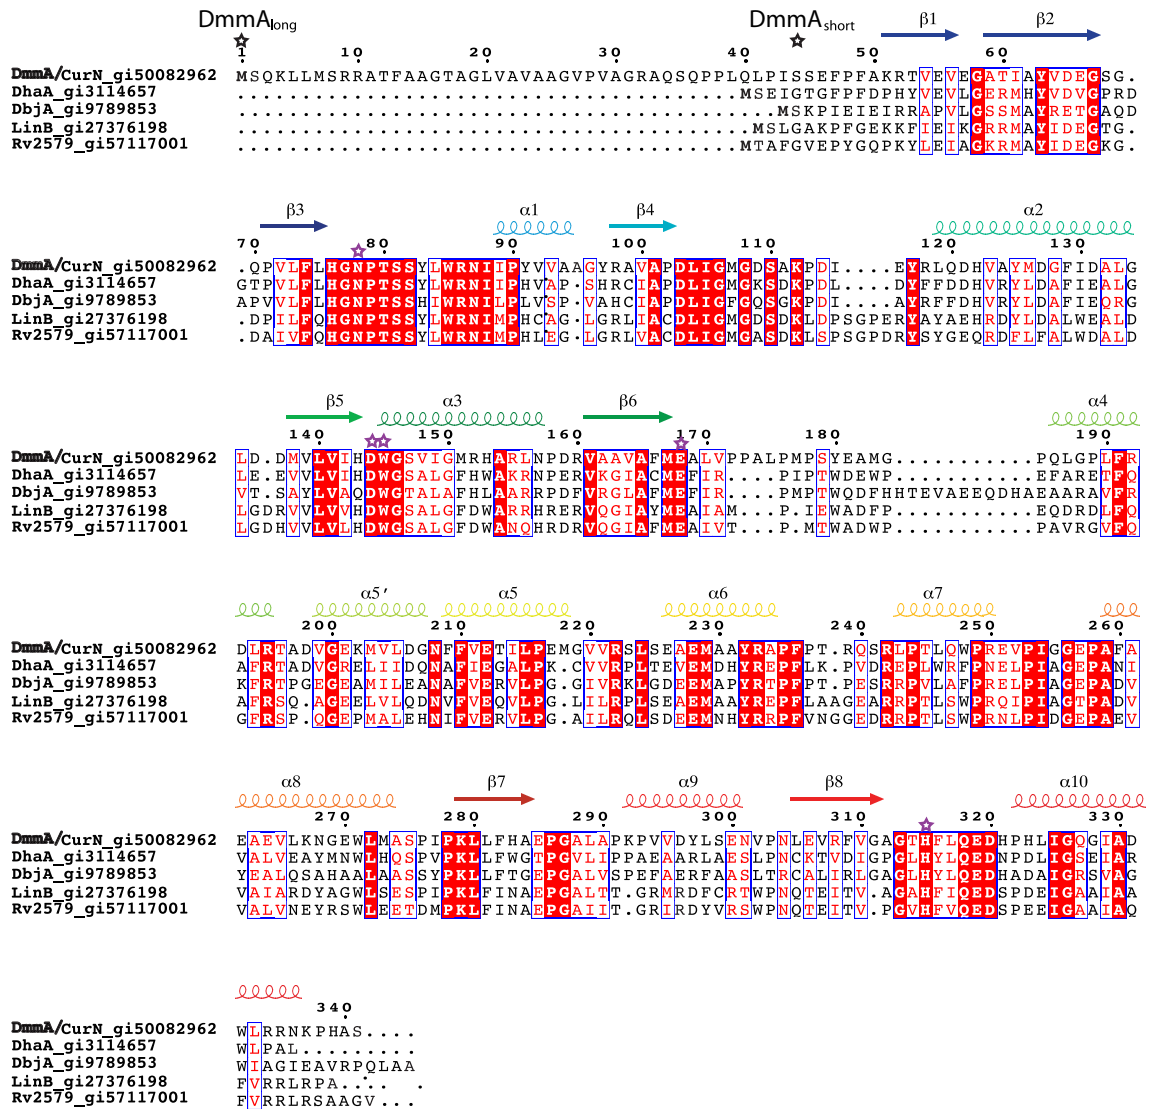 DmmA long DmmA short β1 β2
1 10 20 30 40 50 60
DmmA/CurN_gi50082962 MSQKLLMSRRATFAAGTAGLVAVAAGVPVAGRAQSQPPLQLPISSEFPFAKRTVEVEGATIAYVDEGSG.
DhaA_gi3114657 .......................................MSEIGTGFPFDPHYVEVLGERMHYVDVGPRD
DbjA_gi9789853 ..........................................MSKPIEIEIRRAPVLGSSMAYRETGAQD
LinB_gi27376198 ........................................MSLGAKPFGEKKFIEIKGRRMAYIDEGTG.
Rv2579_gi57117001 .......................................MTAFGVEPYGQPKYLEIAGKRMAYIDEGKG.
β3 α1 β4 α2
70 80 90 100 110 120 130
DmmA/CurN_gi50082962 .QPVLFLHGNPTSSYLWRNIIPYVVAAGYRAVAPDLIGMGDSAKPDI....EYRLQDHVAYMDGFIDALG
DhaA_gi3114657 GTPVLFLHGNPTSSYLWRNIIPHVAP.SHRCIAPDLIGMGKSDKPDL....DYFFDDHVRYLDAFIEALG
DbjA_gi9789853 APVVLFLHGNPTSSHIWRNILPLVSP.VAHCIAPDLIGFGQSGKPDI....AYRFFDHVRYLDAFIEQRG
LinB_gi27376198 .DPILFQHGNPTSSYLWRNIMPHCAG.LGRLIACDLIGMGDSDKLDPSGPERYAYAEHRDYLDALWEALD
Rv2579_gi57117001 .DAIVFQHGNPTSSYLWRNIMPHLEG.LGRLVACDLIGMGASDKLSPSGPDRYSYGEQRDFLFALWDALD
β5 α3 β6 α4
140 150 160 170 180 190
DmmA/CurN_gi50082962 LD.DMVLVIHDWGSVIGMRHARLNPDRVAAVAFMEALVPPALPMPSYEAMG...........PQLGPLFR
DhaA_gi3114657 LE.EVVLVIHDWGSALGFHWAKRNPERVKGIACMEFIR....PIPTWDEWP...........EFARETFQ
DbjA_gi9789853 VT.SAYLVAQDWGTALAFHLAARRPDFVRGLAFMEFIR....PMPTWQDFHHTEVAEEQDHAEAARAVFR
LinB_gi27376198 LGDRVVLVVHDWGSALGFDWARRHRERVQGIAYMEAIAM...P.IEWADFP...........EQDRDLFQ
Rv2579_gi57117001 LGDHVVLVLHDWGSALGFDWANQHRDRVQGIAFMEAIVT...P.MTWADWP...........PAVRGVFQ
α5′ α5 α6 α7
200 210 220 230 240 250 260
DmmA/CurN_gi50082962 DLRTADVGEKMVLDGNFFVETILPEMGVVRSLSEAEMAAYRAPFPT.RQSRLPTLQWPREVPIGGEPAFA
DhaA_gi3114657 AFRTADVGRELIIDQNAFIEGALPK.CVVRPLTEVEMDHYREPFLK.PVDREPLWRFPNELPIAGEPANI
DbjA_gi9789853 KFRTPGEGEAMILEANAFVERVLPG.GIVRKLGDEEMAPYRTPFPT.PESRRPVLAFPRELPIAGEPADV
LinB_gi27376198 AFRSQ.AGEELVLQDNVFVEQVLPG.LILRPLSEAEMAAYREPFLAAGEARRPTLSWPRQIPIAGTPADV
Rv2579_gi57117001 GFRSP.QGEPMALEHNIFVERVLPG.AILRQLSDEEMNHYRRPFVNGGEDRRPTLSWPRNLPIDGEPAEV
α8 β7 α9 β8 α10
270 280 290 300 310 320 330
DmmA/CurN_gi50082962 EAEVLKNGEWLMASPIPKLLFHAEPGALAPKPVVDYLSENVPNLEVRFVGAGTHFLQEDHPHLIGQGIAD
DhaA_gi3114657 VALVEAYMNWLHQSPVPKLLFWGTPGVLIPPAEAARLAESLPNCKTVDIGPGLHYLQEDNPDLIGSEIAR
DbjA_gi9789853 YEALQSAHAALAASSYPKLLFTGEPGALVSPEFAERFAASLTRCALIRLGAGLHYLQEDHADAIGRSVAG
LinB_gi27376198 VAIARDYAGWLSESPIPKLFINAEPGALTT.GRMRDFCRTWPNQTEITV.AGAHFIQEDSPDEIGAAIAA
Rv2579_gi57117001 VALVNEYRSWLEETDMPKLFINAEPGAIIT.GRIRDYVRSWPNQTEITV.PGVHFVQEDSPEEIGAAIAQ
340
DmmA/CurN_gi50082962 WLRRNKPHAS....
DhaA_gi3114657 WLPAL.........
DbjA_gi9789853 WIAGIEAVRPQLAA
LinB_gi27376198 FVRRLRPA.... .
Rv2579_gi57117001 FVRRLRSAAGV...